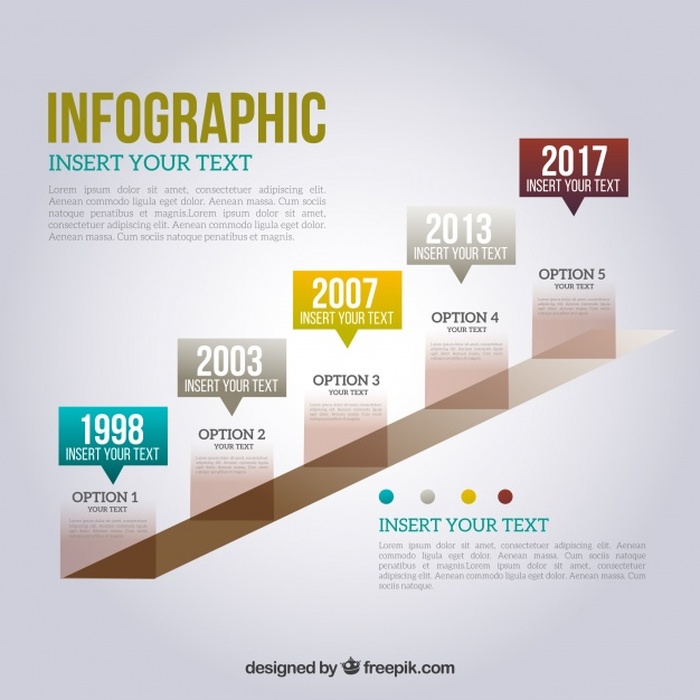 INFOGRAPHIC
INSERT YOUR TEXT
Lorem ipsum dolor sit amet, consectetuer adipiscing elit.
Aenean commodo ligula eget dolor. Aenean massa. Cum sociis
natoque penatibus et magnis.Lorem ipsum dolor sit amet,
consectetuer adipiscing elit. Aenean commodo ligula eget dolor.
Aenean massa. Cum sociis natoque penatibus et magnis.
2017
INSERT YOUR TEXT
2013
INSERT YOUR TEXT
OPTION 5
YOUR TEXT
2007
INSERT YOUR TEXT
OPTION 4
YOUR TEXT
2003
INSERT YOUR TEXT
OPTION 3
YOUR TEXT
1998
INSERT YOUR TEXT
OPTION 2
YOUR TEXT
OPTION 1
YOUR TEXT
INSERT YOUR TEXT
Lorem ipsum dolor sit amet, consectetuer adipiscing elit. Aenean
commodo ligula eget dolor. Aenean massa. Cum sociis natoque
penatibus et magnis.Lorem ipsum dolor sit amet, consectetuer
adipiscing elit. Aenean commodo ligula eget dolor. Aenean
massa. Cum sociis natoque penatibus et magnis natoque
penatibus.
designed by freepik.com